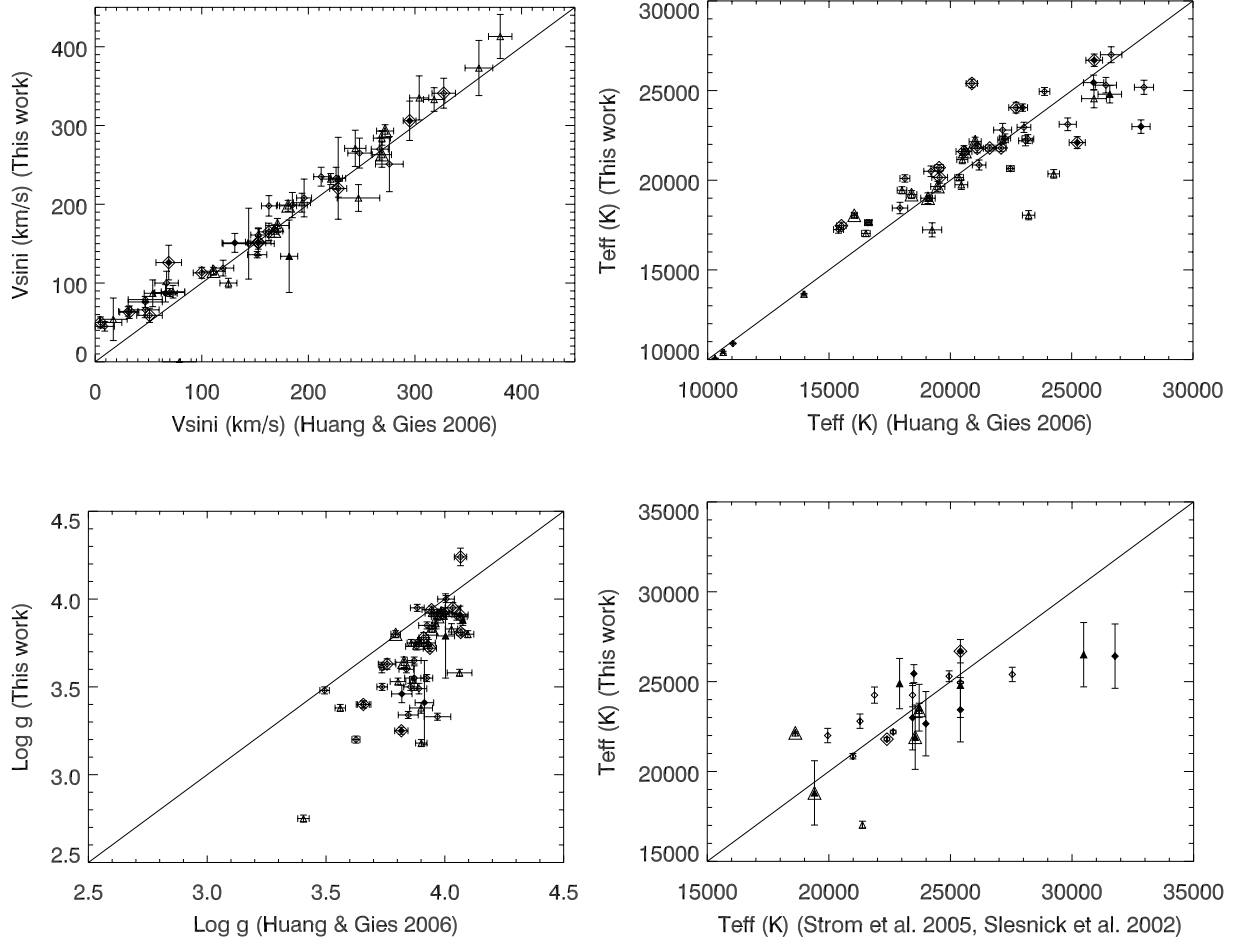 400
300
200
100
0
Vsini (km/s) (This work)
0 100 200 300 400
Vsini (km/s) (Huang & Gies 2006)
30000
25000
20000
15000
10000
Teff (K) (This work)
10000 15000 20000 25000 30000
Teff (K) (Huang & Gies 2006)
4.5
4.0
3.5
3.0
2.5
Log g (This work)
2.5 3.0 3.5 4.0 4.5
Log g (Huang & Gies 2006)
35000
30000
25000
20000
15000
Teff (K) (This work)
15000 20000 25000 30000 35000
Teff (K) (Strom et al. 2005, Slesnick et al. 2002)